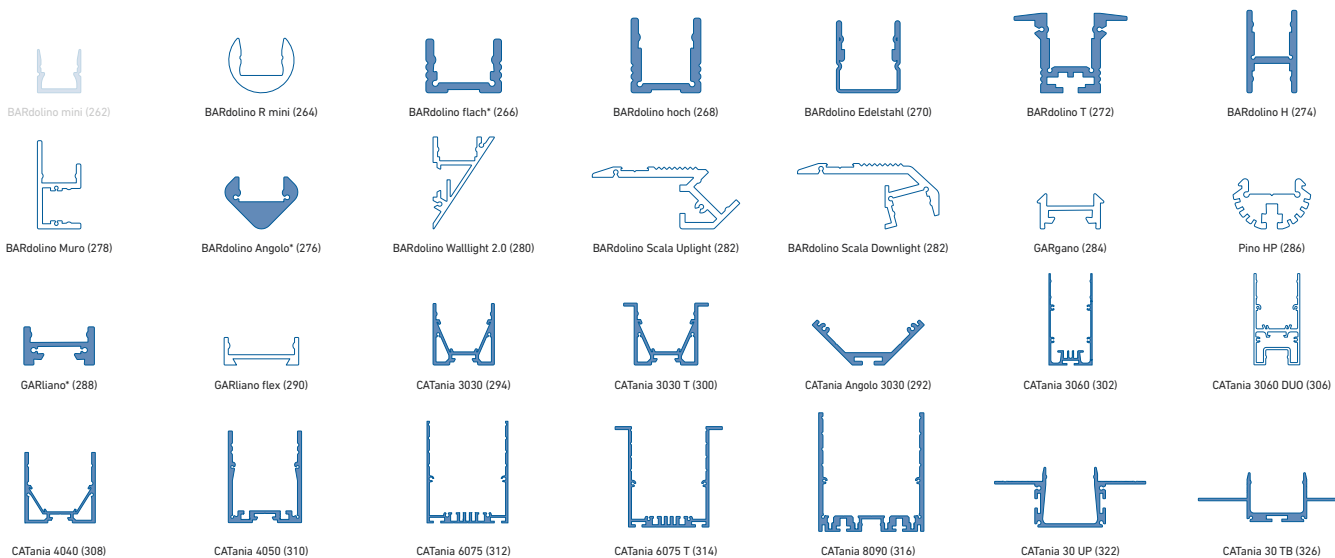 BARdolino mini (262)
BARdolino R mini (264)
BARdolino flach* (266)
BARdolino hoch (268)
BARdolino Edelstahl (270)
BARdolino T (272)
BARdolino H (274)
BARdolino Muro (278)
BARdolino Angolo* (276)
BARdolino Walllight 2.0 (280)
BARdolino Scala Uplight (282)
BARdolino Scala Downlight (282)
GARgano (284)
Pino HP (286)
GARliano* (288)
GARliano flex (290)
CATania 3030 (294)
CATania 3030 T (300)
CATania Angolo 3030 (292)
CATania 3060 (302)
CATania 3060 DUO (306)
CATania 4040 (308)
CATania 4050 (310)
CATania 6075 (312)
CATania 6075 T (314)
CATania 8090 (316)
CATania 30 UP (322)
CATania 30 TB (326)